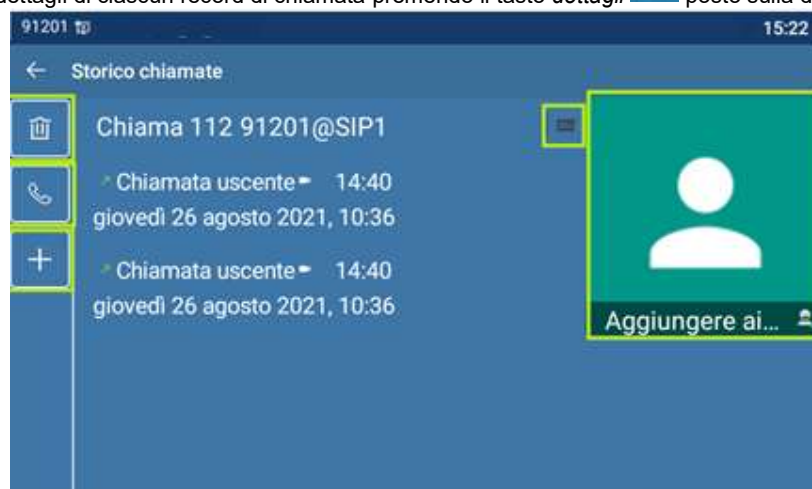 dettagli di ciascun record di chiamata premendo il tasto dettagli posto sulla
91201
15:22
Storico chiamate
Chiama 112 91201@SIP1
Chiamata uscente 14:40
giovedì 26 agosto 2021, 10:36
Chiamata uscente 14:40
giovedì 26 agosto 2021, 10:36
Aggiungere ai...